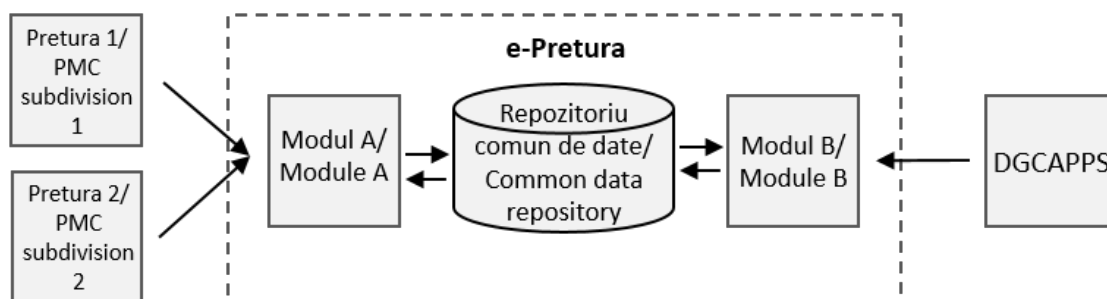 Pretura 1/
PMC
subdivision
1
Pretura 2/
PMC
subdivision
2
e-Pretura
Modul A/
Module A
Repozitoriu
comun de date/
Common data
repository
Modul B/
Module B
DGCAPPS